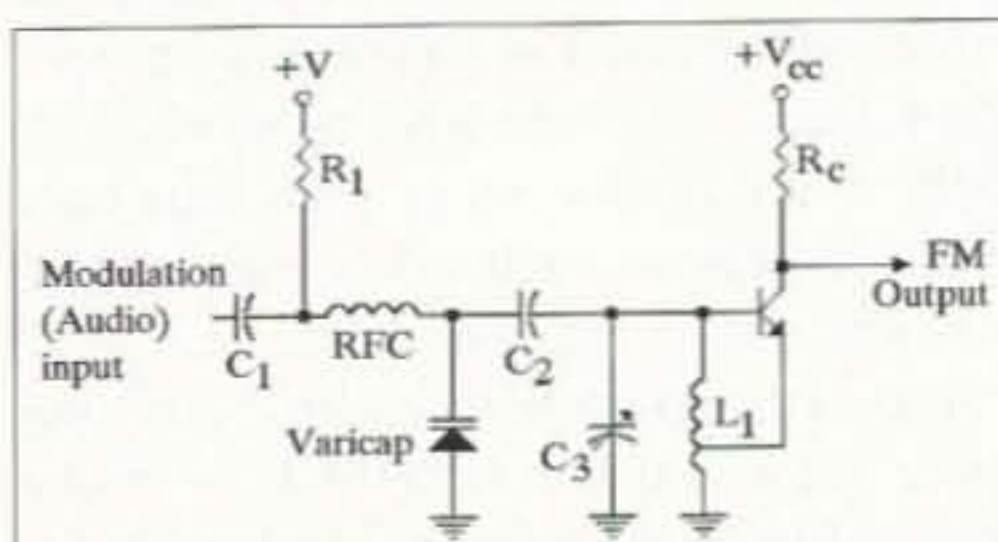 +V
+Vcc
R1
Rc
Modulation
(Audio)
input
C1
RFC
C2
FM
Output
Varicap
C3
L1